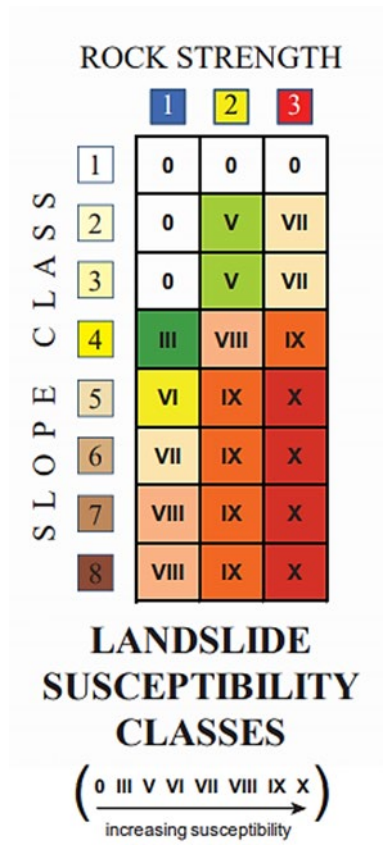 ROCK STRENGTH
1 2 3
SLOPE CLASS
1 0 0 0
2 0 V VII
3 0 V VII
4 III VIII IX
5 VI IX X
6 VII IX X
7 VIII IX X
8 VIII IX X
LANDSLIDE
SUSCEPTIBILITY
CLASSES
(0 III V VI VII VIII IX X)
increasing susceptibility